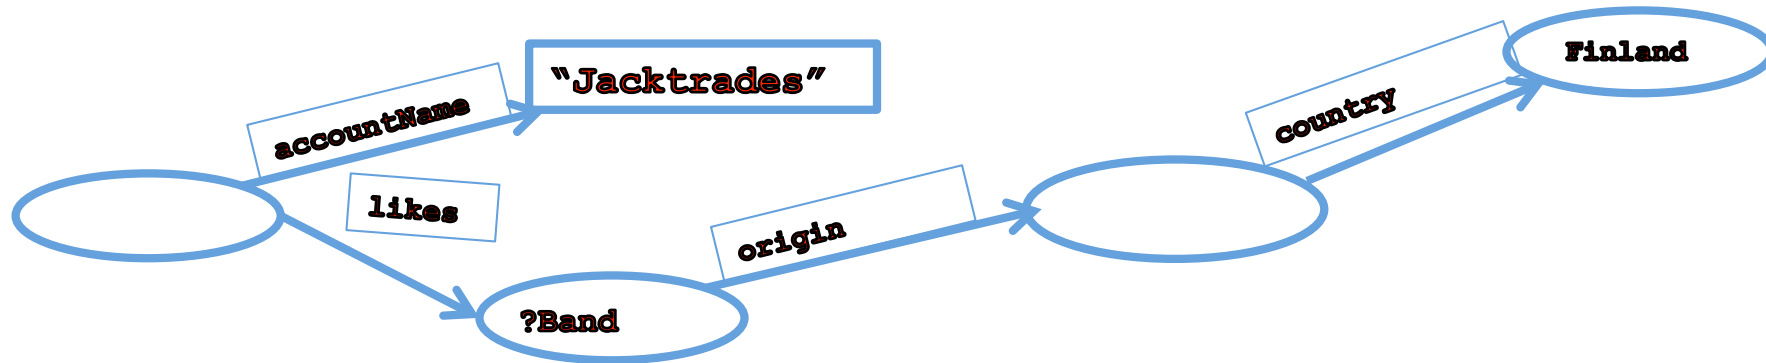 Finland
“Jacktrades”
country
accountName
likes
origin
?Band